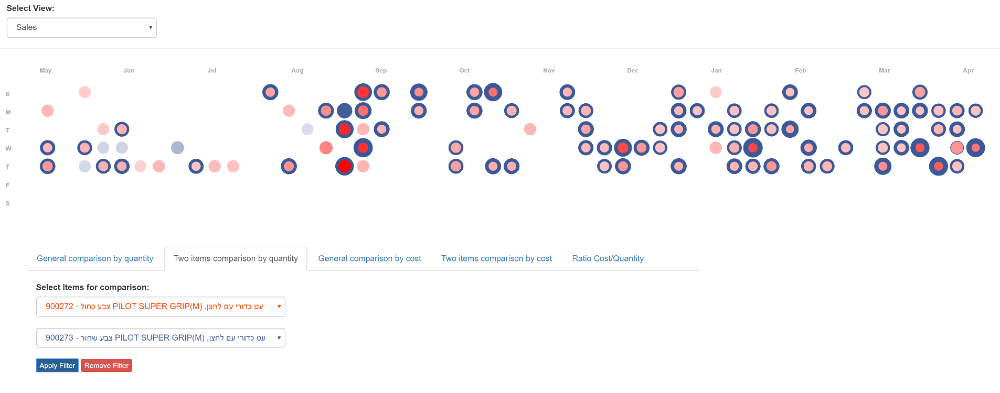 Select View:
Sales
May Jun Jul Aug Sep Oct Nov Dec Jan Feb Mar Apr
S
M
T
W
T
F
S
General comparison by quantity Two items comparison by quantity General comparison by cost Two items comparison by cost Ratio Cost/Quantity
Select Items for comparison:
900272 - עט כדורי עם לחצן, PILOT SUPER GRIP(M) צבע כחול
900273 - עט כדורי עם לחצן, PILOT SUPER GRIP(M) צבע שחור
Apply Filter Remove Filter